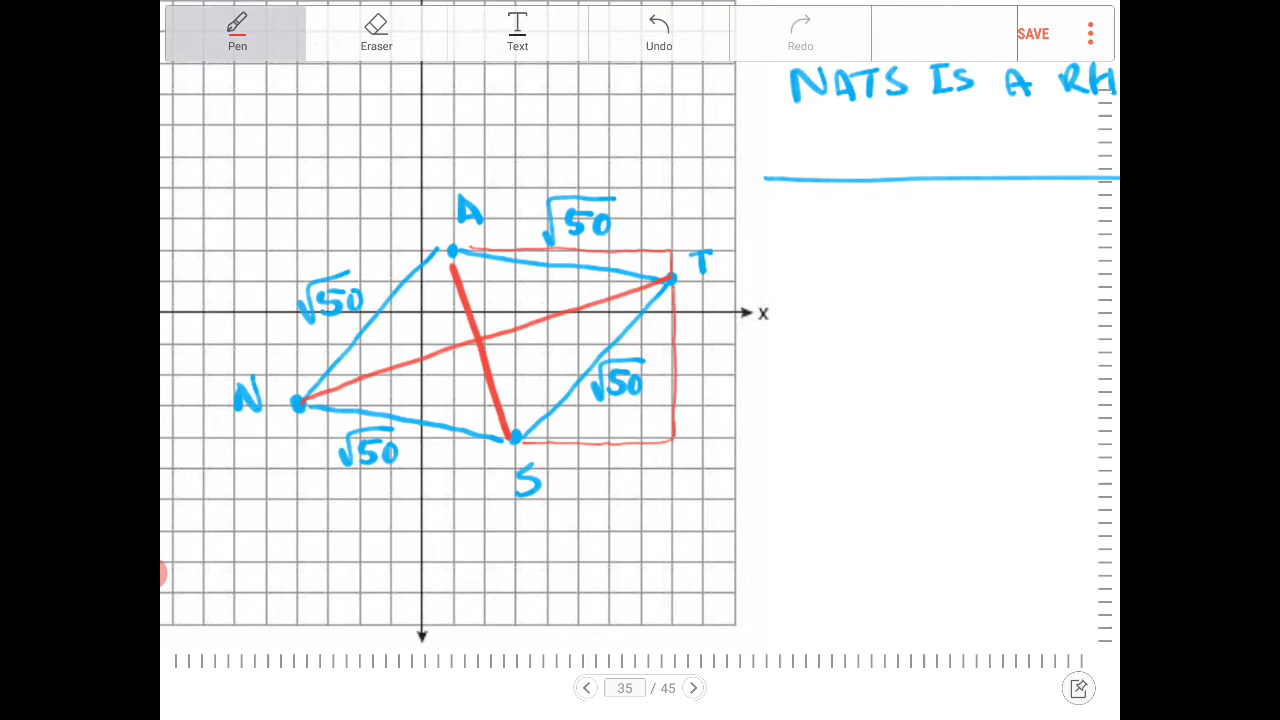 Pen Eraser Text Undo Redo SAVE
NATS IS A RH
A
√50
T
√50
x
N
√50
√50
S
35 / 45